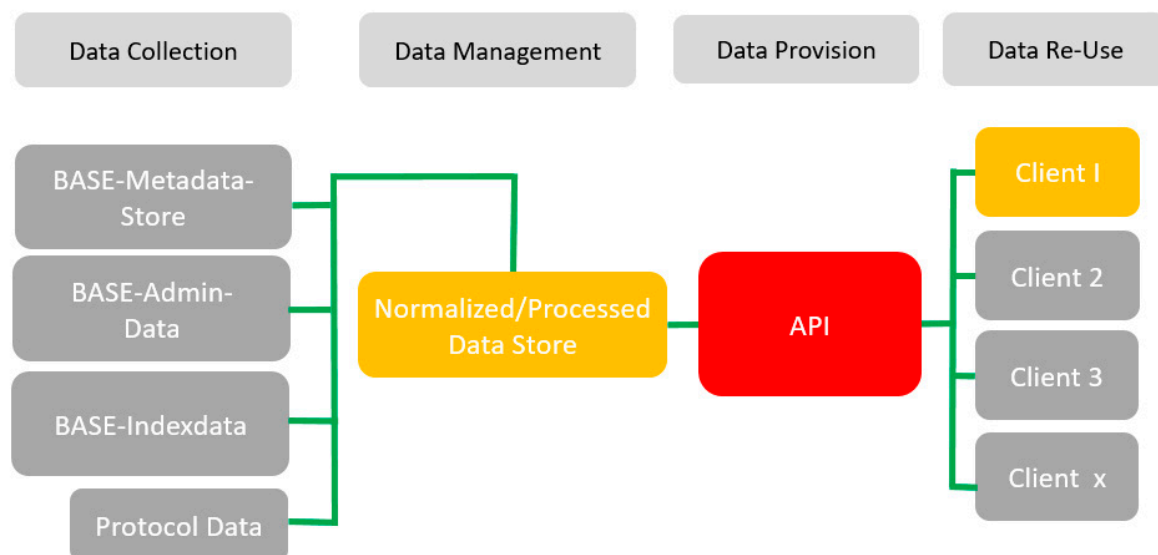 Data Collection
Data Management
Data Provision
Data Re-Use
BASE-Metadata-
Store
BASE-Admin-
Data
BASE-Indexdata
Protocol Data
Normalized/Processed
Data Store
API
Client I
Client 2
Client 3
Client x